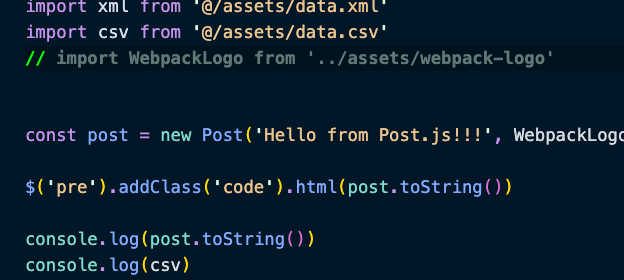 import xml from '@/assets/data.xml'
import csv from '@/assets/data.csv'
// import WebpackLogo from '../assets/webpack-logo'
const post = new Post('Hello from Post.js!!!', WebpackLogo
$('pre').addClass('code').html(post.toString())
console.log(post.toString())
console.log(csv)